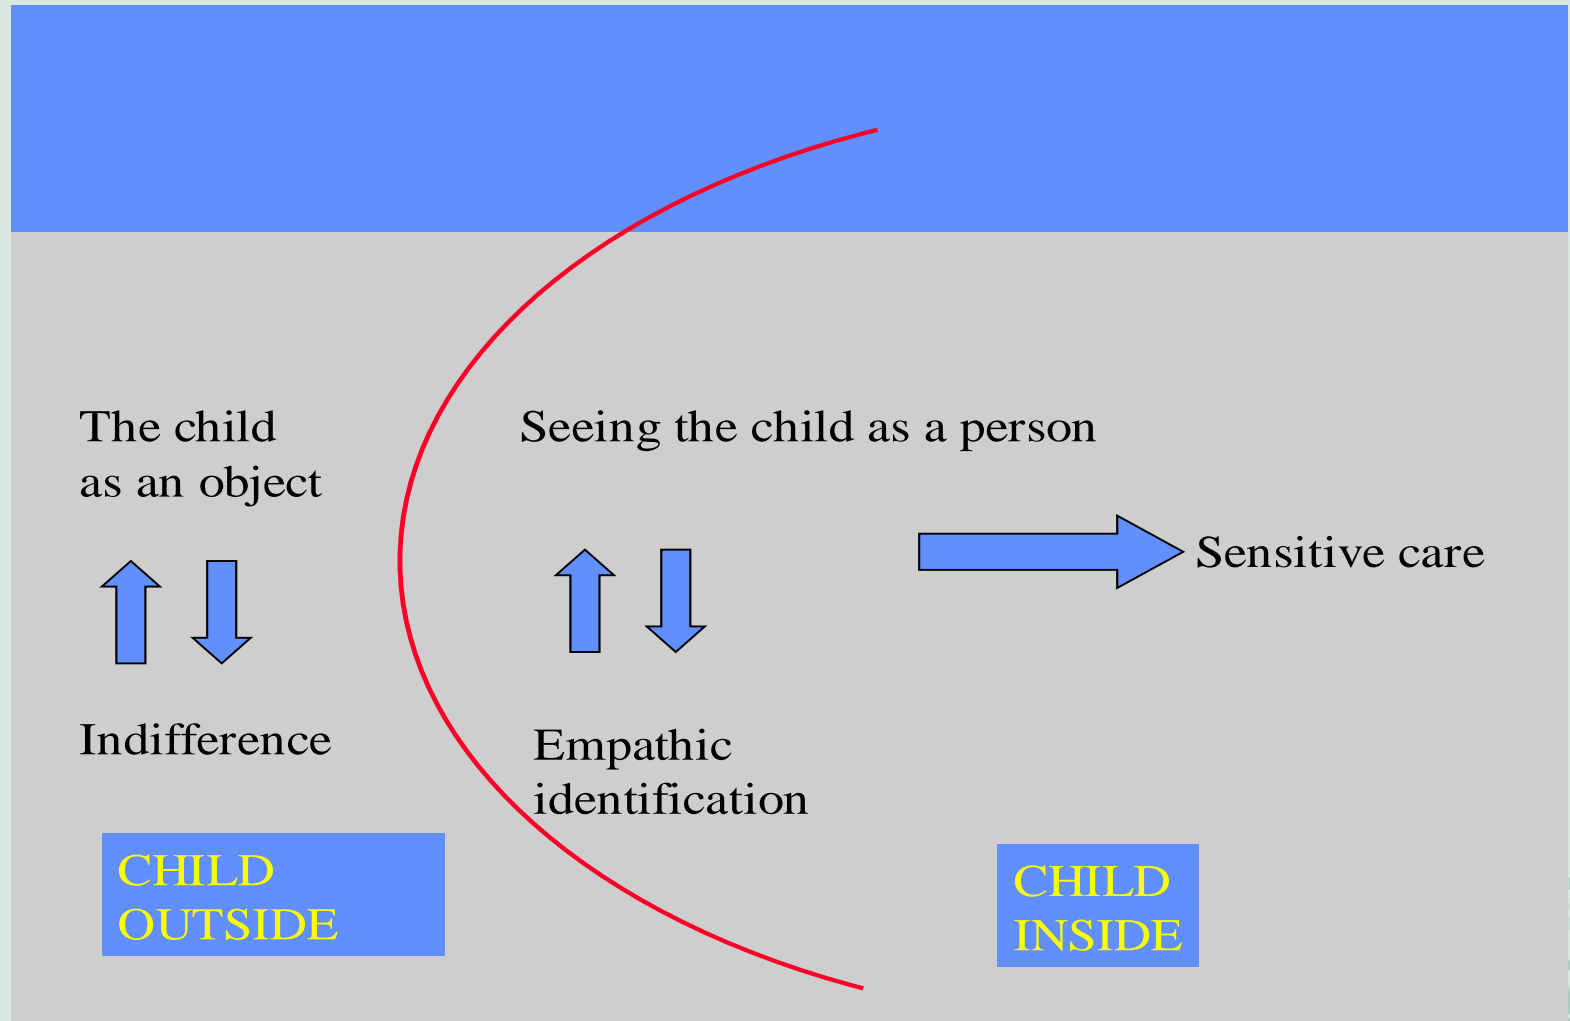 The child
as an object
Seeing the child as a person
Sensitive care
Indifference
Empathic
identification
CHILD
OUTSIDE
CHILD
INSIDE